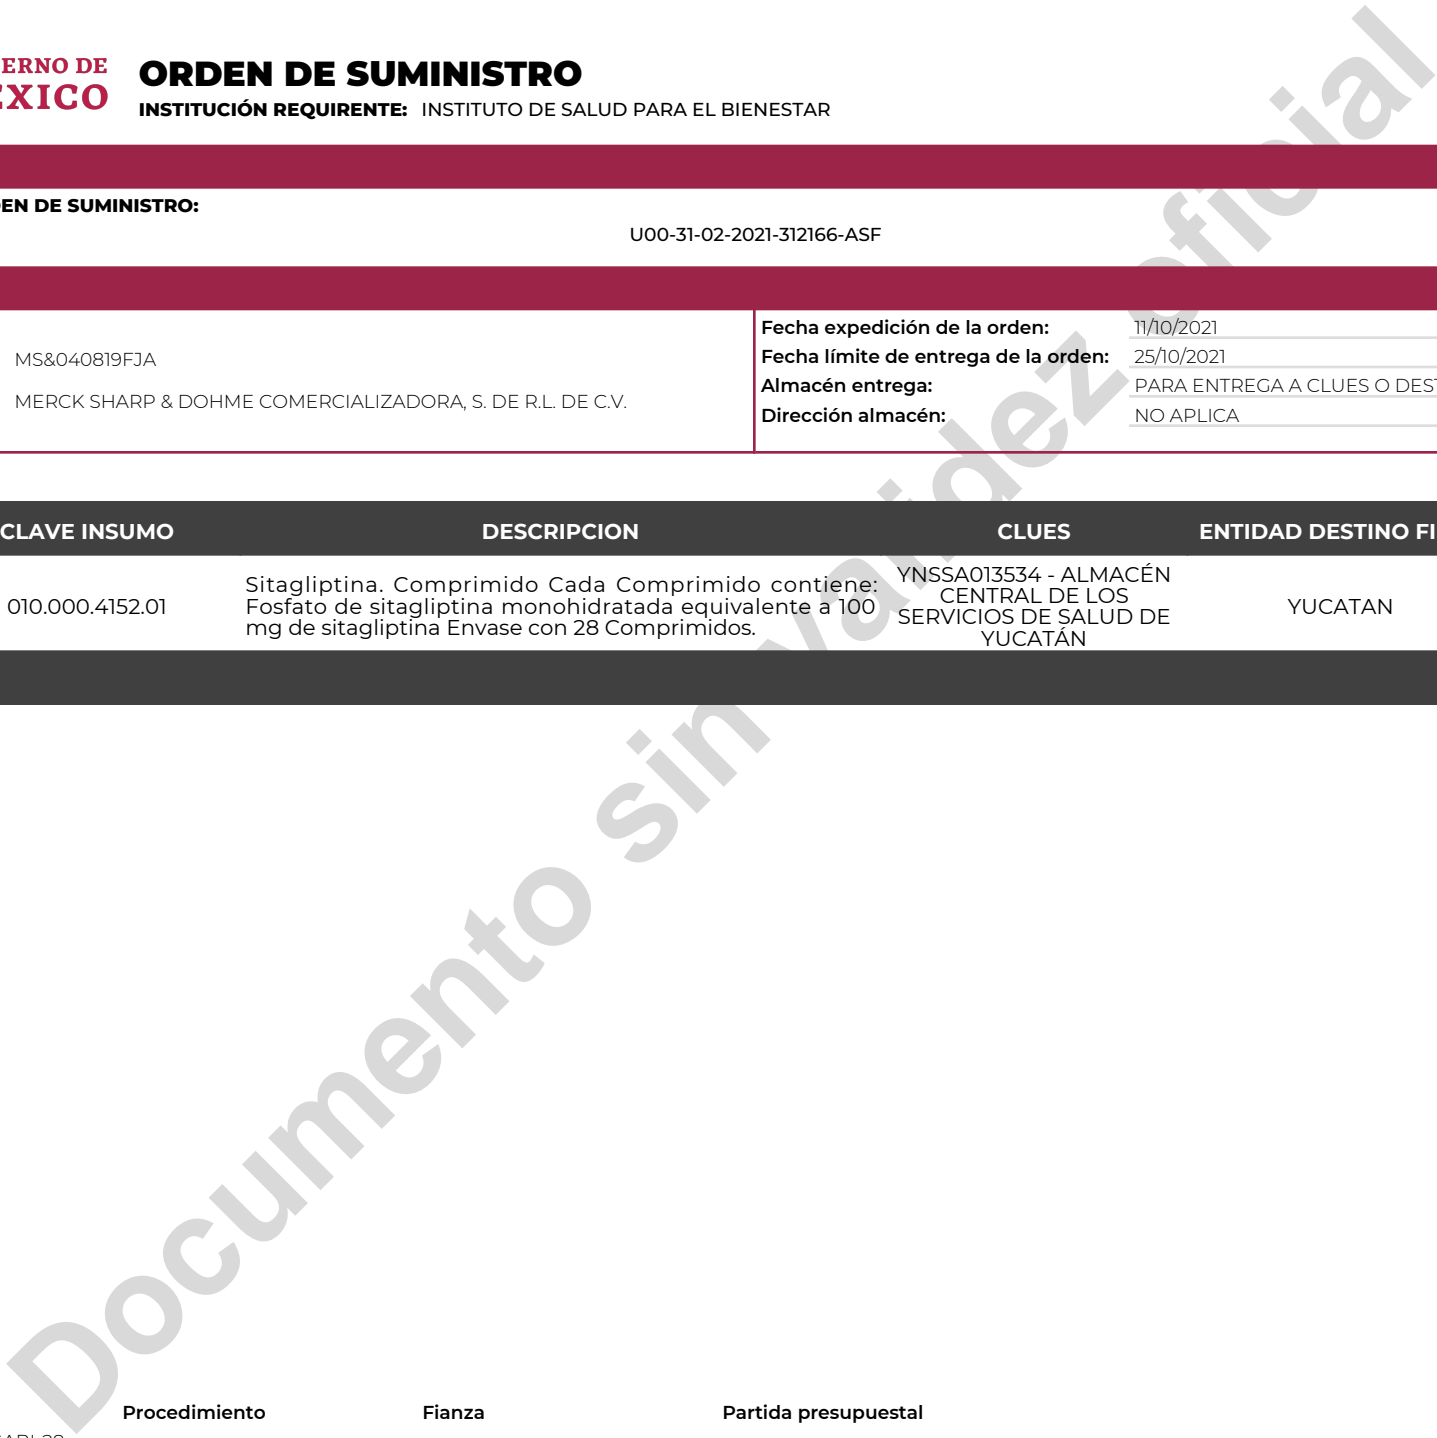 ERNO DE
ÉXICO
ORDEN DE SUMINISTRO
INSTITUCIÓN REQUIRENTE: INSTITUTO DE SALUD PARA EL BIENESTAR
EN DE SUMINISTRO:
U00-31-02-2021-312166-ASF
MS&040819FJA
MERCK SHARP & DOHME COMERCIALIZADORA, S. DE R.L. DE C.V.
Fecha expedición de la orden: 11/10/2021
Fecha límite de entrega de la orden: 25/10/2021
Almacén entrega: PARA ENTREGA A CLUES O DEST
Dirección almacén: NO APLICA
CLAVE INSUMO DESCRIPCION CLUES ENTIDAD DESTINO FI
010.000.4152.01
Sitagliptina. Comprimido Cada Comprimido contiene:
Fosfato de sitagliptina monohidratada equivalente a 100
mg de sitagliptina Envase con 28 Comprimidos.
YNSSA013534 - ALMACÉN
CENTRAL DE LOS
SERVICIOS DE SALUD DE
YUCATÁN
YUCATAN
Documento sin validez oficial
Procedimiento Fianza Partida presupuestal